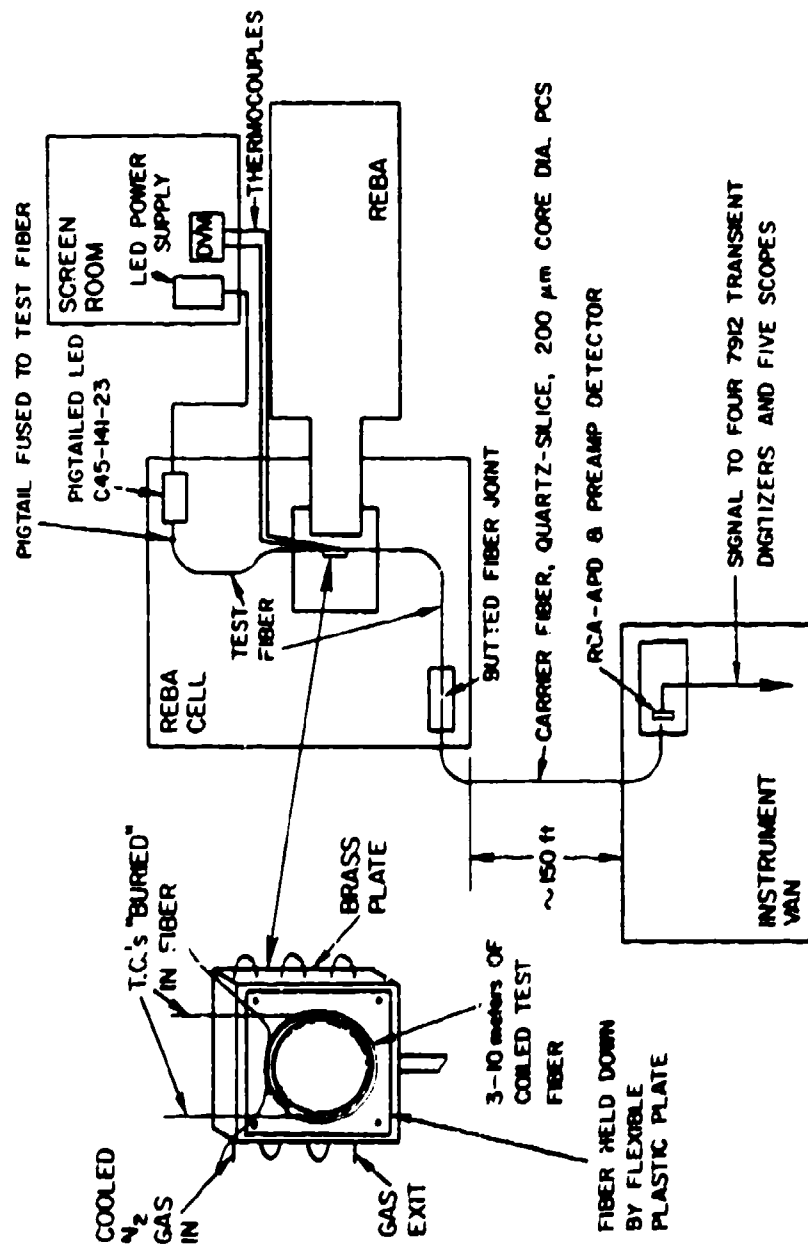 COOLED
N₂
GAS
IN
T.C.'s "BURIED"
IN FIBER
BRASS
PLATE
GAS
EXIT
3-10 meters OF
COILED TEST
FIBER
FIBER HELD DOWN
BY FLEXIBLE
PLASTIC PLATE
PIGTAIL FUSED TO TEST FIBER
PIGTAILED LED
C45-141-23
SCREEN
ROOM
LED POWER
SUPPLY
DVM
THERMOCOUPLES
REBA
CELL
TEST
FIBER
REBA
BUTTED FIBER JOINT
~150 ft
CARRIER FIBER, QUARTZ-SILICE, 200 µm CORE DIA. PCS
RCA-APD & PREAMP DETECTOR
INSTRUMENT
VAN
SIGNAL TO FOUR 7912 TRANSIENT
DIGITIZERS AND FIVE SCOPES